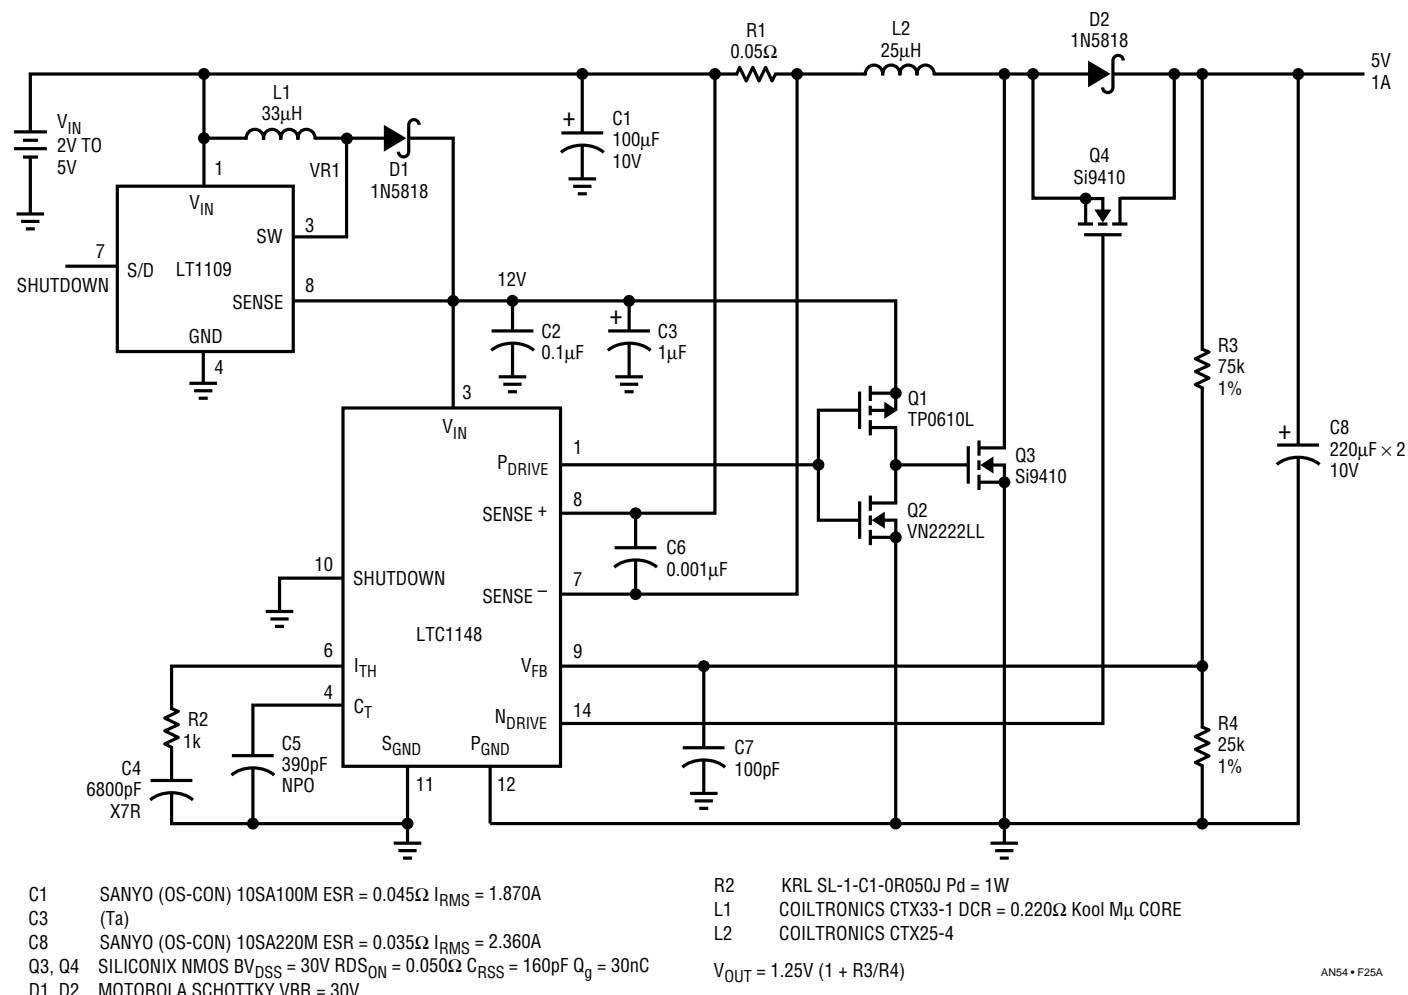 D2
1N5818
R1
0.05Ω
L2
25µH
5V
1A
L1
33µH
V_IN
2V TO
5V
C1
100µF
10V
+
1
VR1
D1
1N5818
Q4
Si9410
V_IN
SW
3
7
S/D
LT1109
SHUTDOWN
SENSE
8
12V
GND
4
C2
0.1µF
+
C3
1µF
R3
75k
1%
3
V_IN
Q1
TP0610L
P_DRIVE
1
Q3
Si9410
+
C8
220µF × 2
10V
SENSE +
8
Q2
VN2222LL
C6
0.001µF
10
SHUTDOWN
SENSE –
7
LTC1148
6
I_TH
V_FB
9
4
C_T
N_DRIVE
14
R2
1k
S_GND
P_GND
R4
25k
1%
C5
390pF
NPO
C4
6800pF
X7R
11
12
C7
100pF
C1 SANYO (OS-CON) 10SA100M ESR = 0.045Ω I_RMS = 1.870A
C3 (Ta)
C8 SANYO (OS-CON) 10SA220M ESR = 0.035Ω I_RMS = 2.360A
Q3, Q4 SILICONIX NMOS BV_DSS = 30V RDS_ON = 0.050Ω C_RSS = 160pF Q_g = 30nC
D1, D2 MOTOROLA SCHOTTKY VBR = 30V
R2 KRL SL-1-C1-0R050J Pd = 1W
L1 COILTRONICS CTX33-1 DCR = 0.220Ω Kool Mµ CORE
L2 COILTRONICS CTX25-4
V_OUT = 1.25V (1 + R3/R4)
AN54 • F25A